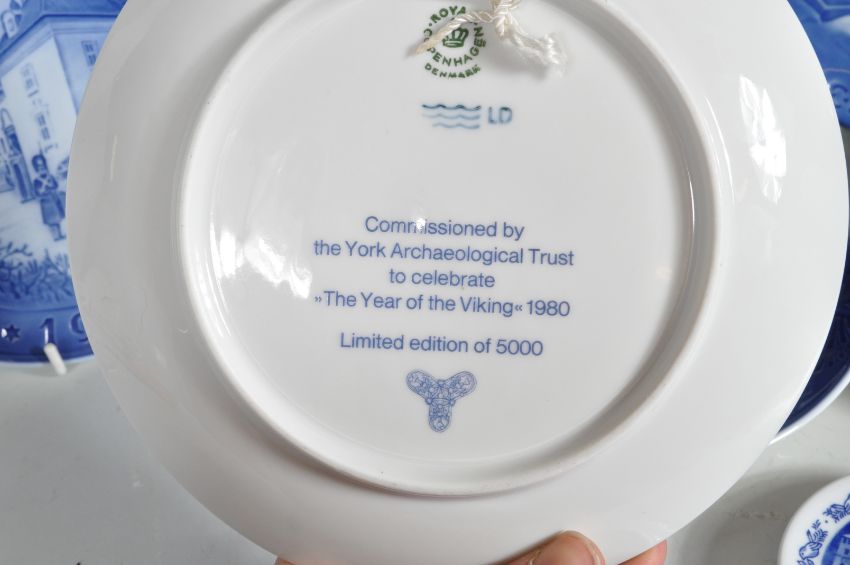 ROYAL COPENHAGEN
DENMARK
LD
Commissioned by
the York Archaeological Trust
to celebrate
»The Year of the Viking« 1980
Limited edition of 5000